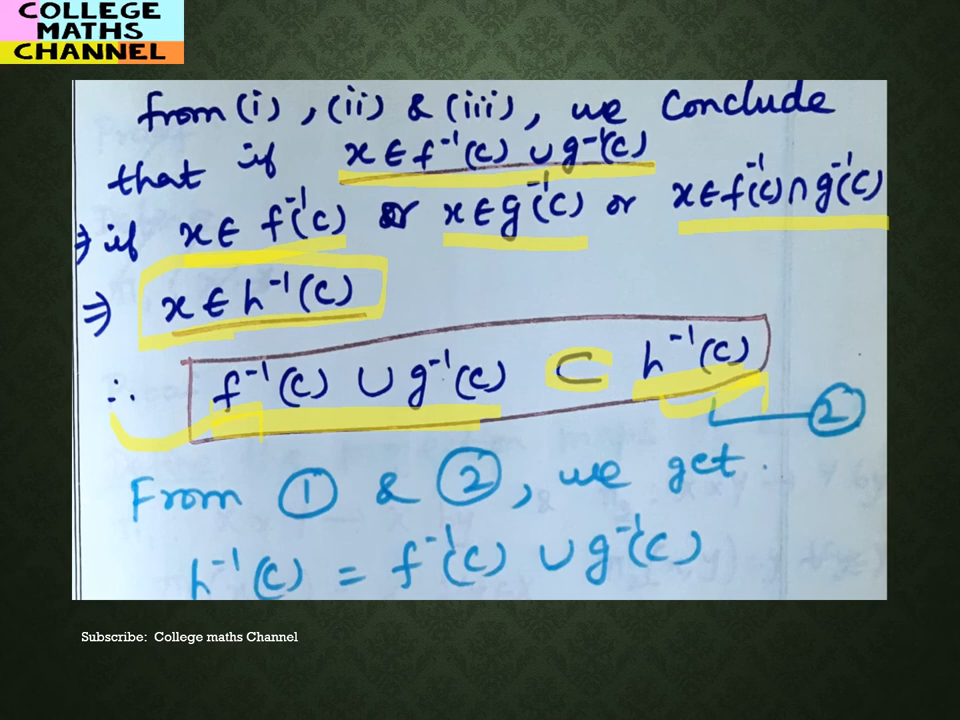 COLLEGE
MATHS
CHANNEL
from (i), (ii) & (iii), we conclude
that if x ∈ f⁻¹(C) ∪ g⁻¹(C)
⇒ if x ∈ f⁻¹(C) or x ∈ g⁻¹(C) or x ∈ f⁻¹(C) ∩ g⁻¹(C)
⇒ x ∈ h⁻¹(C)
∴ f⁻¹(C) ∪ g⁻¹(C) ⊂ h⁻¹(C)
②
From ① & ②, we get.
h⁻¹(C) = f⁻¹(C) ∪ g⁻¹(C)
Subscribe: College maths Channel